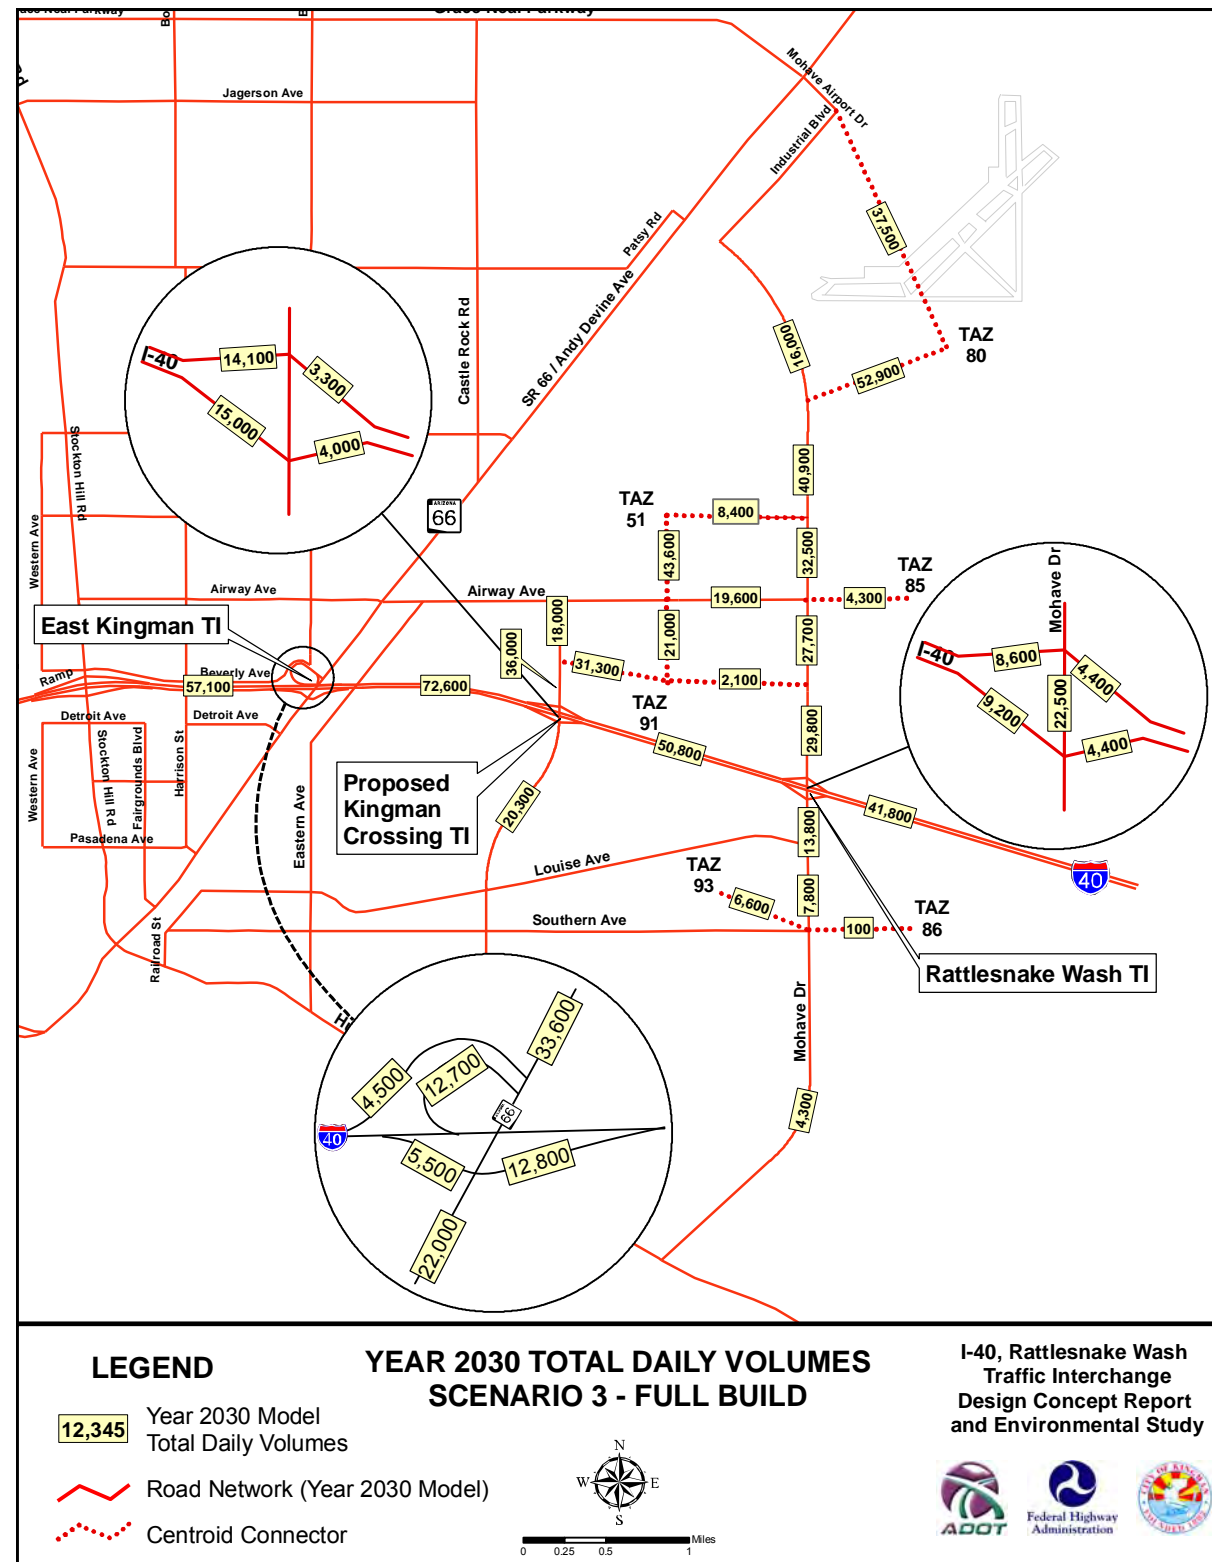 Mohave Airport Dr
Jagerson Ave
Industrial Blvd
Patsy Rd
37,500
SR 66 / Andy Devine Ave
Castle Rock Rd
TAZ
80
16,000
52,900
I-40
14,100
3,300
15,000
4,000
Stockton Hill Rd
40,900
ARIZONA
66
TAZ
51
8,400
Western Ave
43,600
32,500
TAZ
85
Airway Ave
Airway Ave
19,600
4,300
Mohave Dr
East Kingman TI
18,000
36,000
21,000
27,700
I-40
8,600
4,400
22,500
9,200
4,400
Ramp
Beverly Ave
57,100
72,600
31,300
2,100
TAZ
91
29,800
50,800
Detroit Ave
Detroit Ave
Western Ave
Stockton Hill Rd
Fairgrounds Blvd
Harrison St
Proposed
Kingman
Crossing TI
20,300
41,800
13,800
Pasadena Ave
Eastern Ave
Louise Ave
TAZ
93
6,600
7,800
40
Southern Ave
100
TAZ
86
Railroad St
Rattlesnake Wash TI
Mohave Dr
33,600
4,500
12,700
66
40
5,500
12,800
22,000
4,300
LEGEND
12,345
Year 2030 Model
Total Daily Volumes
Road Network (Year 2030 Model)
Centroid Connector
YEAR 2030 TOTAL DAILY VOLUMES
SCENARIO 3 - FULL BUILD
N
W
E
S
Miles
0
0.25
0.5
1
I-40, Rattlesnake Wash
Traffic Interchange
Design Concept Report
and Environmental Study
ADOT
Federal Highway
Administration
CITY OF KINGMAN
FOUNDED 1882